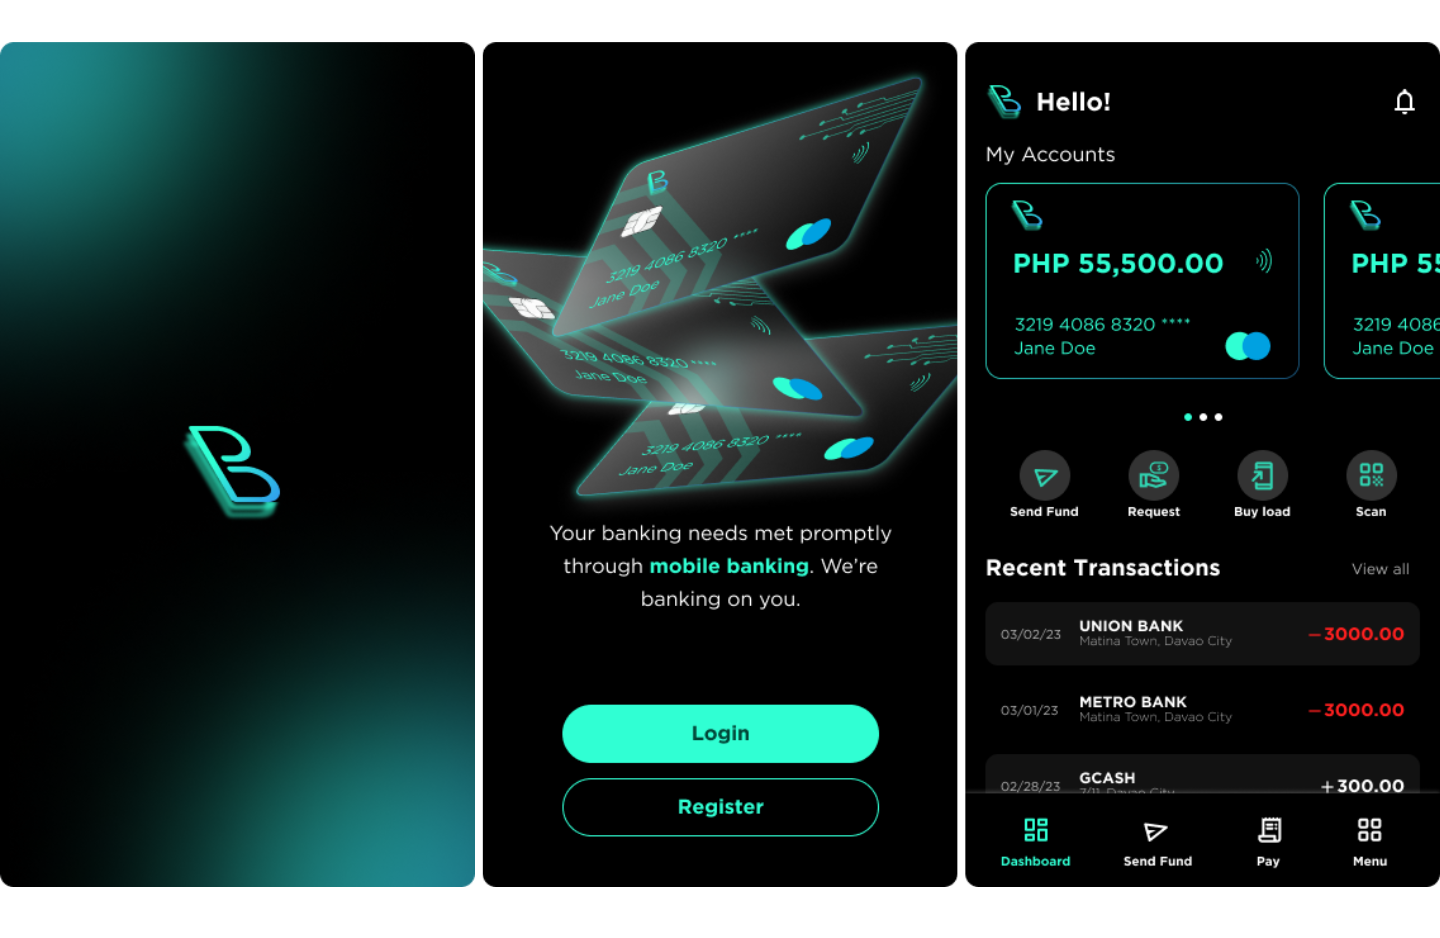 3219 4086 8320 ****
Jane Doe
3219 4086 8320 ****
Jane Doe
3219 4086 8320 ****
Jane Doe
Your banking needs met promptly
through mobile banking. We're
banking on you.
Login
Register
Hello!
My Accounts
PHP 55,500.00
3219 4086 8320 ****
Jane Doe
PHP 55
3219 4086
Jane Doe
Send Fund
Request
Buy load
Scan
Recent Transactions
View all
03/02/23
UNION BANK
Matina Town, Davao City
−3000.00
03/01/23
METRO BANK
Matina Town, Davao City
−3000.00
02/28/23
GCASH
7/11, Davao City
+300.00
Dashboard
Send Fund
Pay
Menu